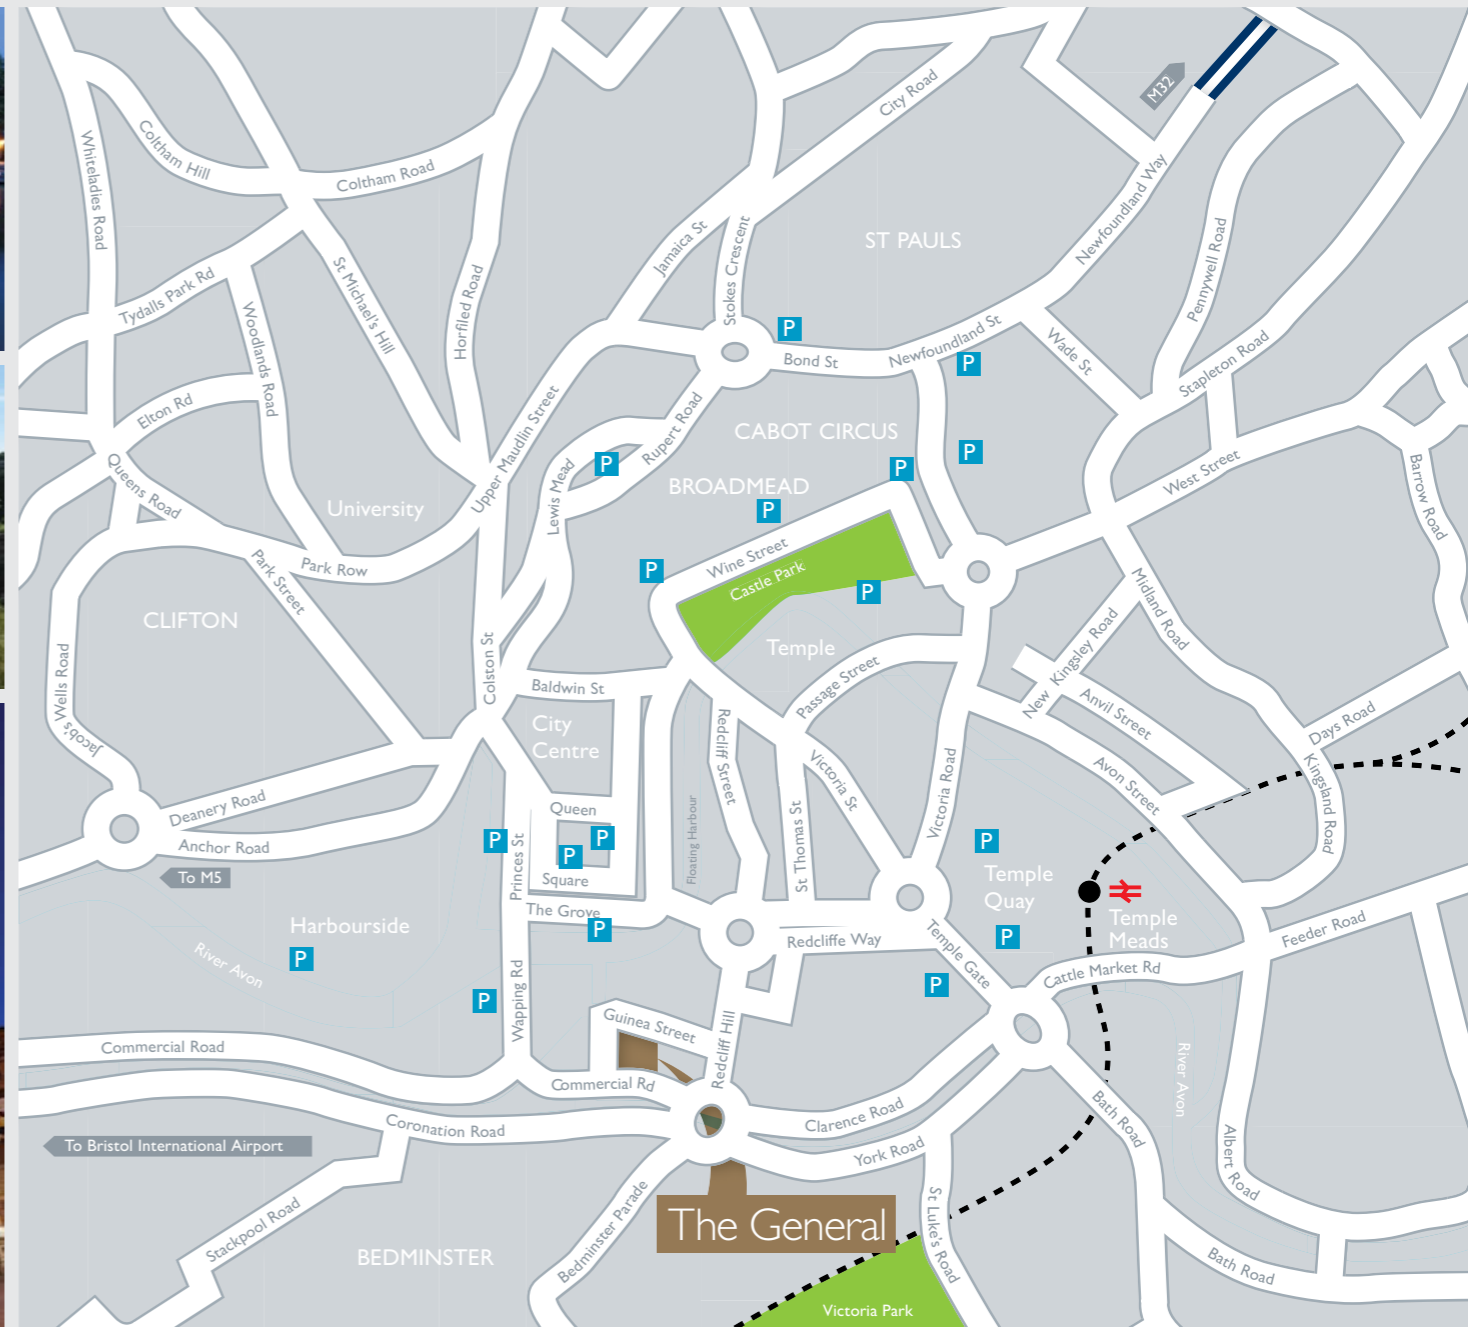 M32
City Road
Whiteladies Road
Coltham Hill
Coltham Road
Newfoundland Way
Jamaica St
Stokes Crescent
ST PAULS
Pennywell Road
Tydalls Park Rd
St Michael's Hill
Horfiled Road
Woodlands Road
P
Bond St
Newfoundland St
P
Wade St
Stapleton Road
Elton Rd
Upper Maudlin Street
Rupert Road
CABOT CIRCUS
P
P
P
Lewis Mead
BROADMEAD
P
West Street
Barrow Road
Queens Road
University
Park Row
Park Street
Wine Street
P
Castle Park
P
Midland Road
New Kingsley Road
CLIFTON
Temple
Passage Street
Jacob's Wells Road
Colston St
Baldwin St
City
Centre
Redcliff Street
Victoria St
Victoria Road
Anvil Street
Avon Street
Days Road
Kingsland Road
Deanery Road
Anchor Road
To M5
Queen
P
P
Square
P
Princes St
Floating Harbour
St Thomas St
P
Temple
Quay
Temple
Meads
Harbourside
P
River Avon
The Grove
P
Redcliffe Way
Temple Gate
P
P
Cattle Market Rd
Feeder Road
P
Wapping Rd
Guinea Street
Redcliff Hill
Commercial Road
Commercial Rd
Coronation Road
Clarence Road
York Road
Bath Road
River Avon
Albert Road
To Bristol International Airport
Stackpool Road
BEDMINSTER
Bedminster Parade
The General
St Luke's Road
Bath Road
Victoria Park